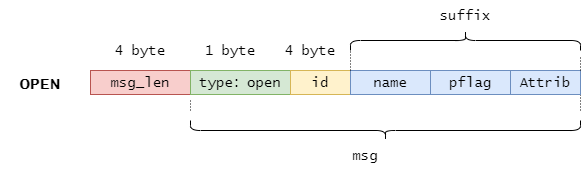 suffix
4 byte 1 byte 4 byte
OPEN msg_len type: open id name pflag Attrib
msg